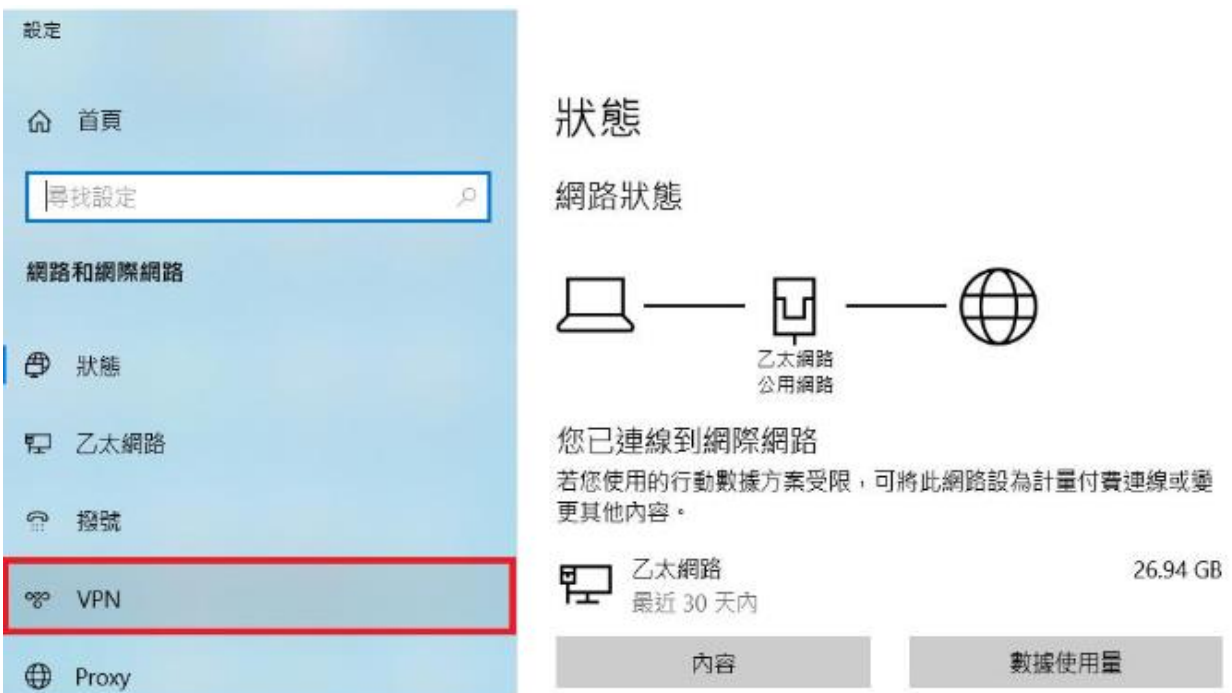 設定
首頁
尋找設定
網路和網際網路
狀態
乙太網路
撥號
VPN
Proxy
狀態
網路狀態
乙太網路
公用網路
您已連線到網際網路
若您使用的行動數據方案受限，可將此網路設為計量付費連線或變
更其他內容。
乙太網路
26.94 GB
最近 30 天內
內容
數據使用量